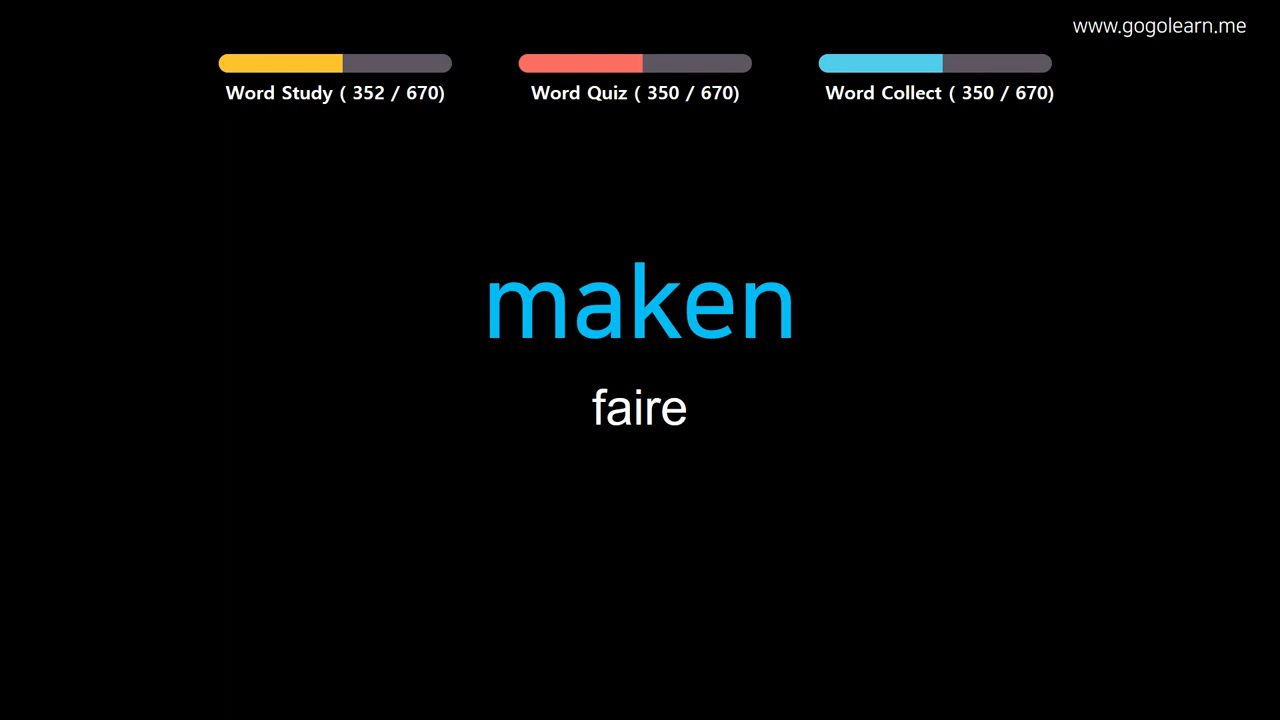 www.gogolearn.me
Word Study ( 352 / 670)
Word Quiz ( 350 / 670)
Word Collect ( 350 / 670)
maken
faire